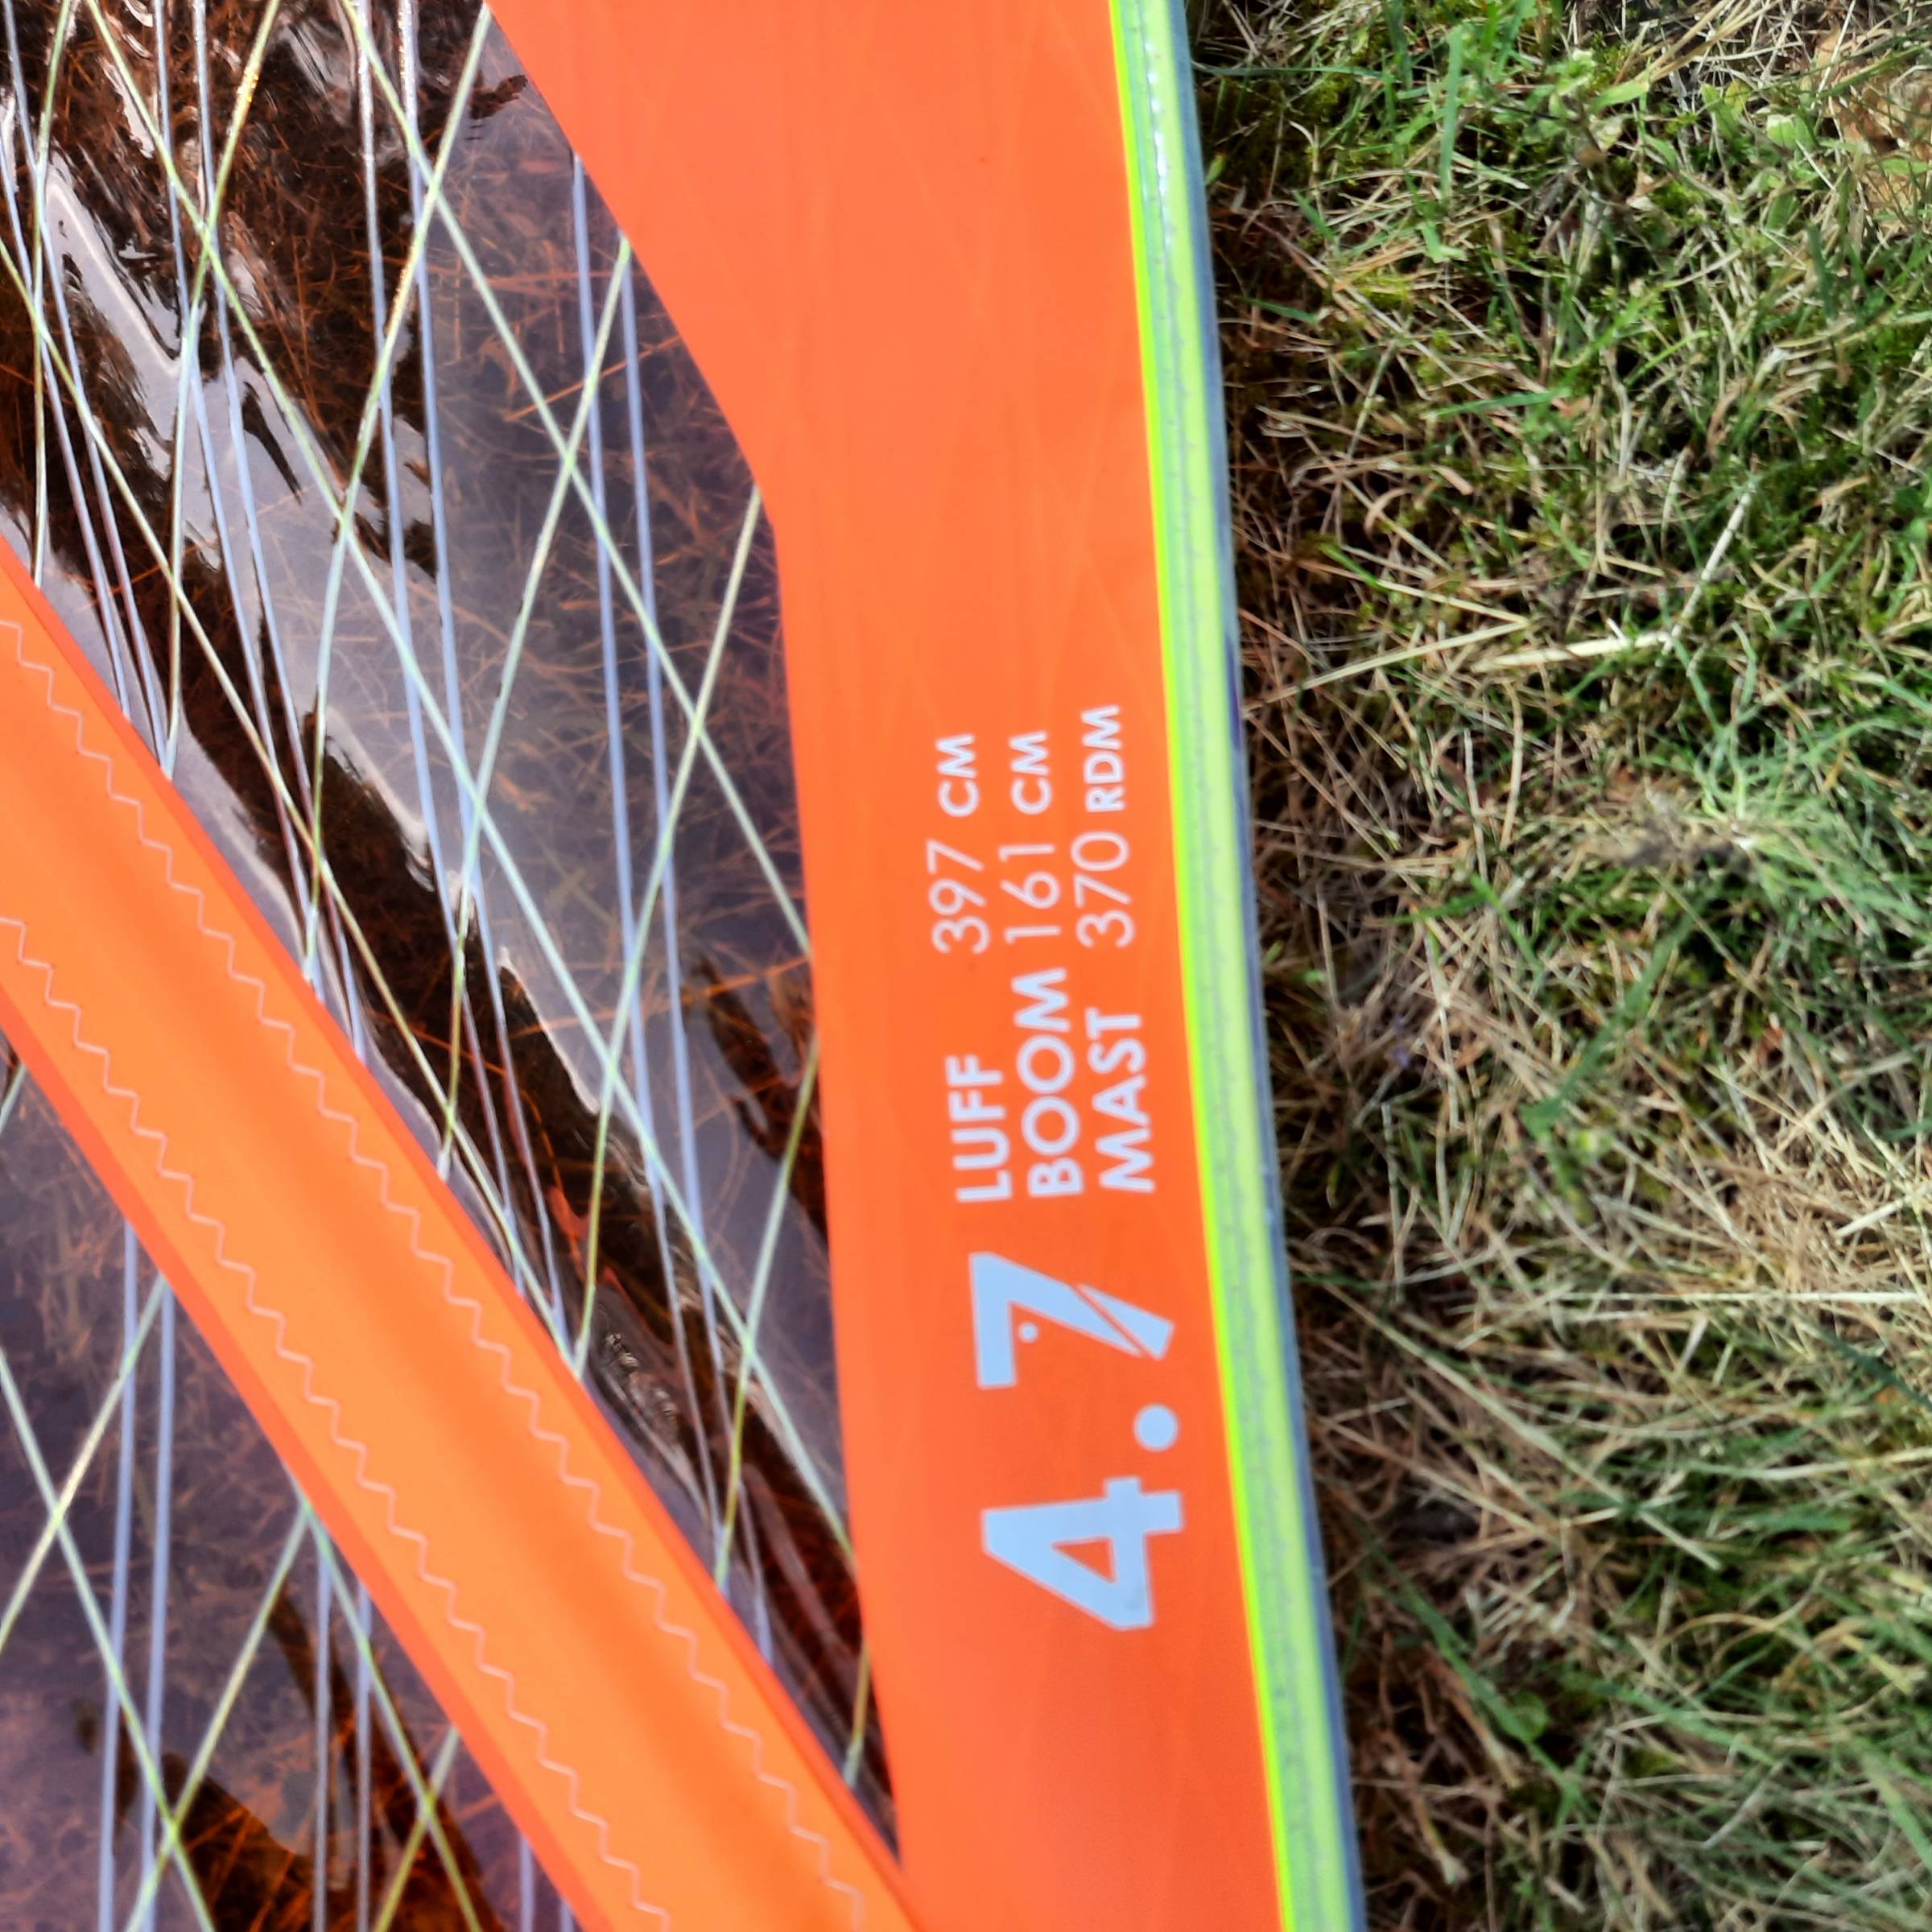 4.7
LUFF 397 CM
BOOM 161 CM
MAST 370 RDM